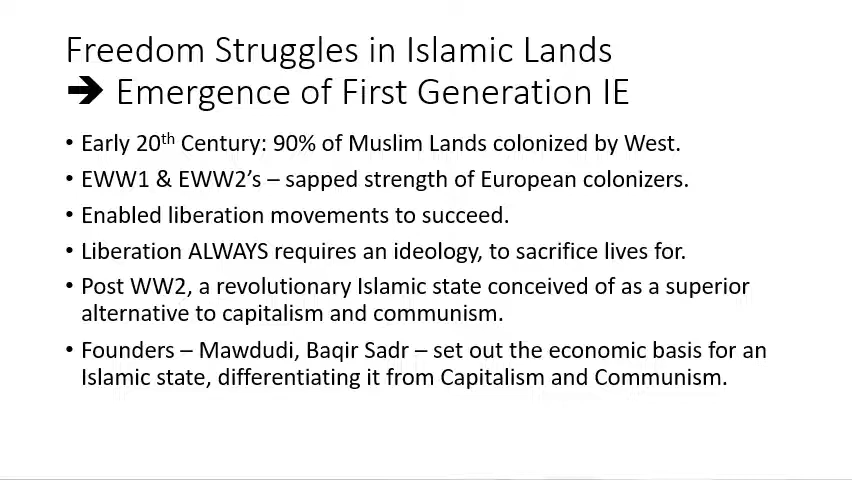 Freedom Struggles in Islamic Lands
➔ Emergence of First Generation IE
• Early 20th Century: 90% of Muslim Lands colonized by West.
• EWW1 & EWW2’s – sapped strength of European colonizers.
• Enabled liberation movements to succeed.
• Liberation ALWAYS requires an ideology, to sacrifice lives for.
• Post WW2, a revolutionary Islamic state conceived of as a superior
alternative to capitalism and communism.
• Founders – Mawdudi, Baqir Sadr – set out the economic basis for an
Islamic state, differentiating it from Capitalism and Communism.